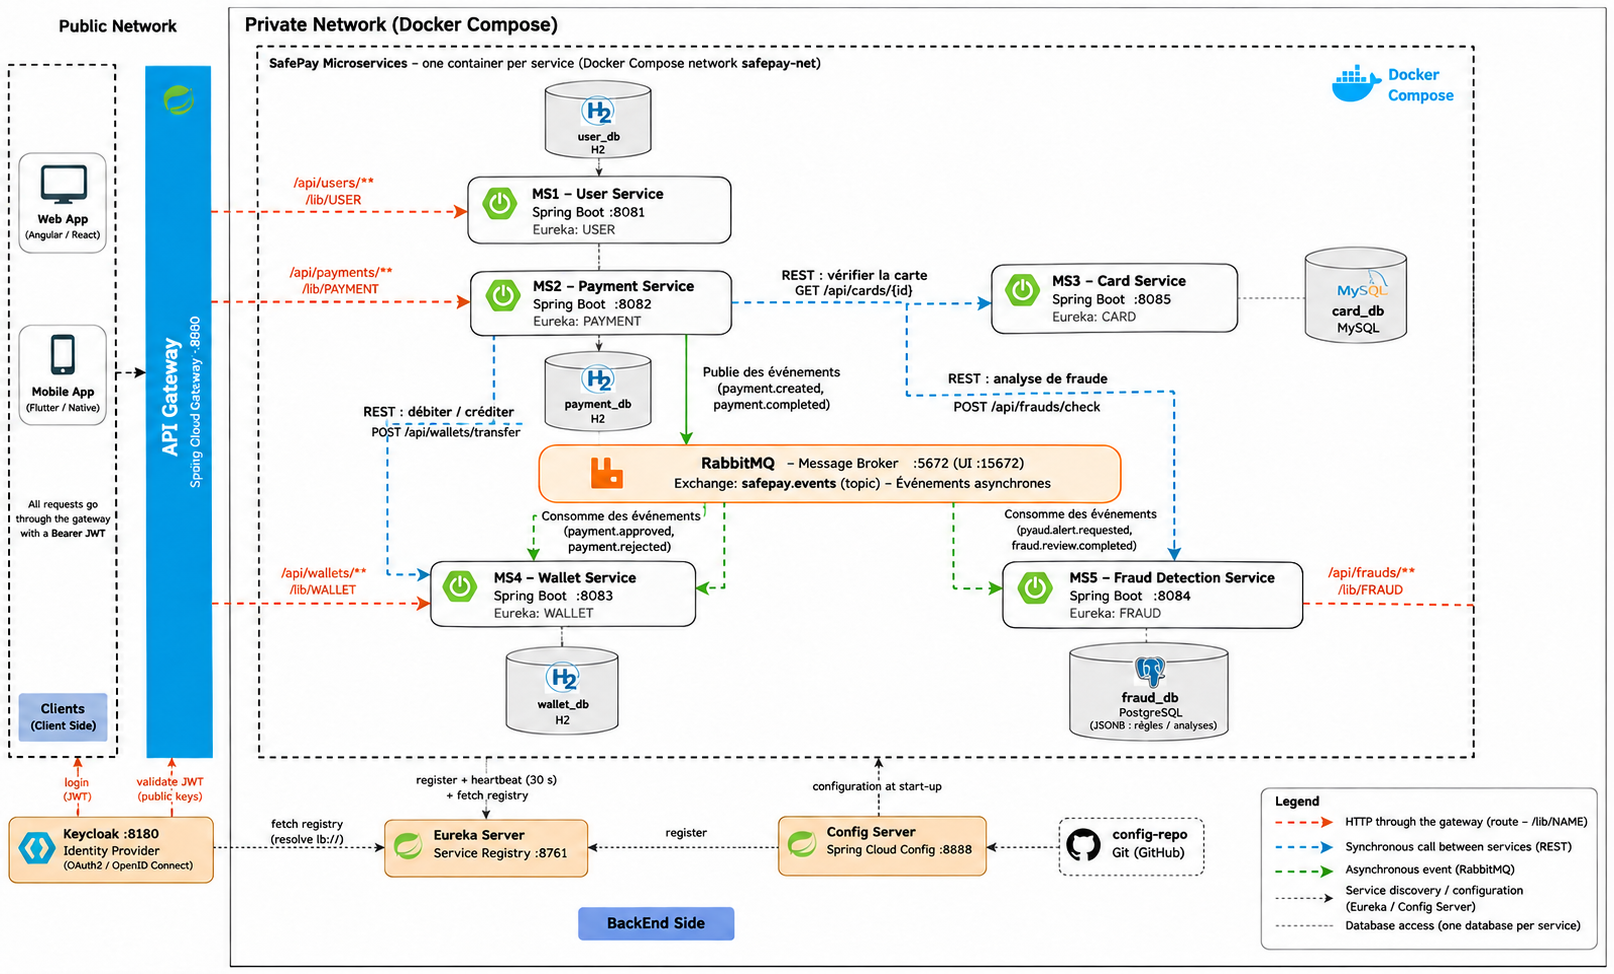 Public Network
Private Network (Docker Compose)
SafePay Microservices – one container per service (Docker Compose network safepay-net)
Docker
Compose
H2
user_db
H2
Web App
(Angular / React)
Mobile App
(Flutter / Native)
All requests go
through the gateway
with a Bearer JWT
Clients
(Client Side)
API Gateway
/api/users/**
/lib/USER
MS1 – User Service
Spring Boot :8081
Eureka: USER
/api/payments/**
/lib/PAYMENT
MS2 – Payment Service
Spring Boot :8082
Eureka: PAYMENT
REST : vérifier la carte
GET /api/cards/{id}
MS3 – Card Service
Spring Boot :8085
Eureka: CARD
MySQL
card_db
MySQL
H2
payment_db
H2
Publie des événements
(payment.created,
payment.completed)
REST : analyse de fraude
POST /api/frauds/check
REST : débiter / créditer
POST /api/wallets/transfer
RabbitMQ – Message Broker :5672 (UI :15672)
Exchange: safepay.events (topic) – Événements asynchrones
Consomme des événements
(payment.approved,
payment.rejected)
Consomme des événements
(pyaud.alert.requested,
fraud.review.completed)
/api/wallets/**
/lib/WALLET
MS4 – Wallet Service
Spring Boot :8083
Eureka: WALLET
MS5 – Fraud Detection Service
Spring Boot :8084
Eureka: FRAUD
/api/frauds/**
/lib/FRAUD
H2
wallet_db
H2
fraud_db
PostgreSQL
(JSONB : règles / analyses)
login
(JWT)
validate JWT
(public keys)
register + heartbeat (30 s)
+ fetch registry
configuration at start-up
Keycloak :8180
Identity Provider
(OAuth2 / OpenID Connect)
fetch registry
(resolve lb://)
Eureka Server
Service Registry :8761
register
Config Server
Spring Cloud Config :8888
config-repo
Git (GitHub)
BackEnd Side
Legend
HTTP through the gateway (route – /lib/NAME)
Synchronous call between services (REST)
Asynchronous event (RabbitMQ)
Service discovery / configuration
(Eureka / Config Server)
Database access (one database per service)